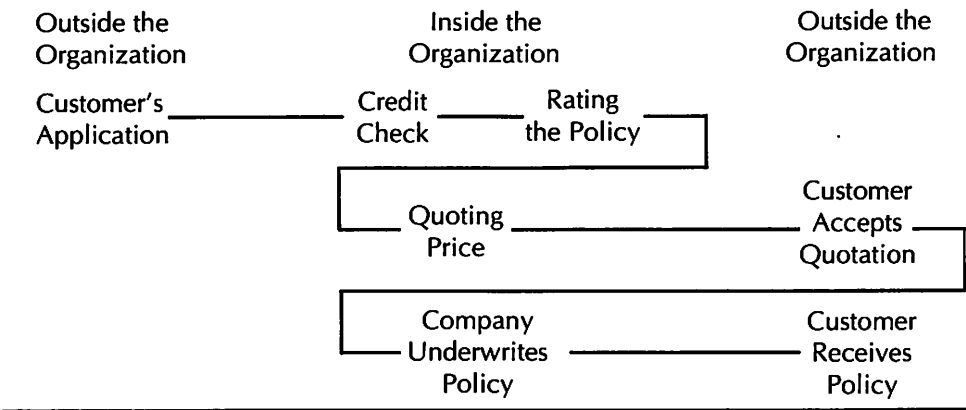 Outside the Organization
Inside the Organization
Outside the Organization
Customer's Application
Credit Check
Rating the Policy
Quoting Price
Customer Accepts Quotation
Company Underwrites Policy
Customer Receives Policy